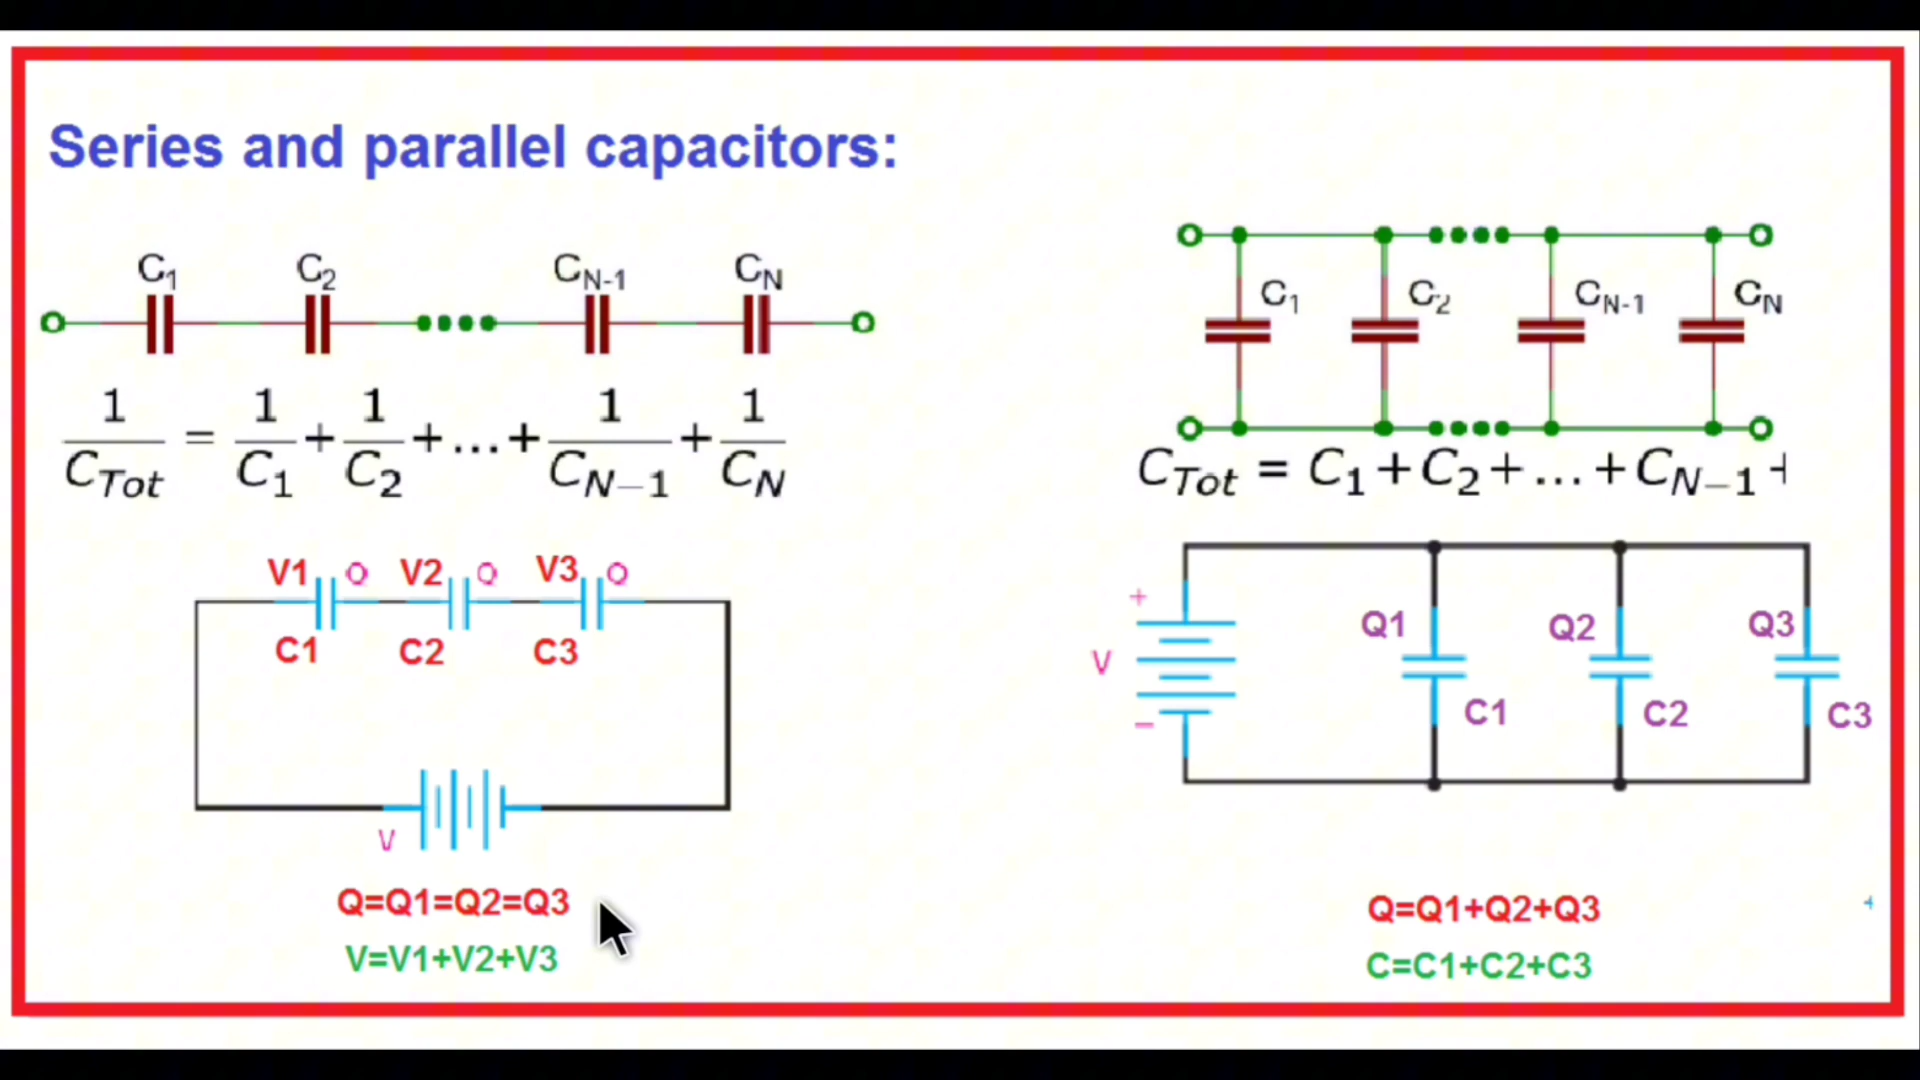 Series and parallel capacitors:
C1 C2 CN-1 CN
1/CTot = 1/C1 + 1/C2 + ... + 1/CN-1 + 1/CN
V1 O V2 O V3 O
C1 C2 C3
V
Q=Q1=Q2=Q3
V=V1+V2+V3
C1 C2 CN-1 CN
CTot = C1 + C2 + ... + CN-1 +
+
V
−
Q1 Q2 Q3
C1 C2 C3
Q=Q1+Q2+Q3
C=C1+C2+C3